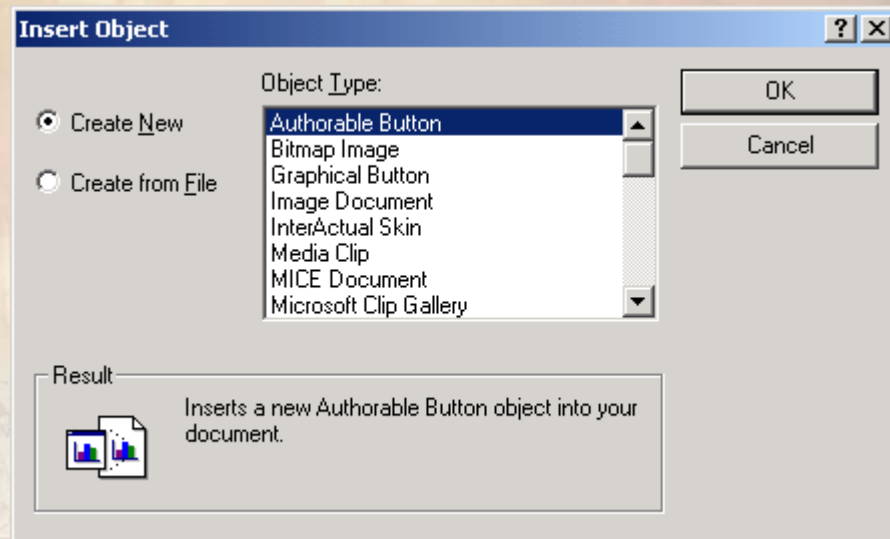 Insert Object
Object Type:
Create New
Create from File
Authorable Button
Bitmap Image
Graphical Button
Image Document
InterActual Skin
Media Clip
MICE Document
Microsoft Clip Gallery
OK
Cancel
Result
Inserts a new Authorable Button object into your
document.